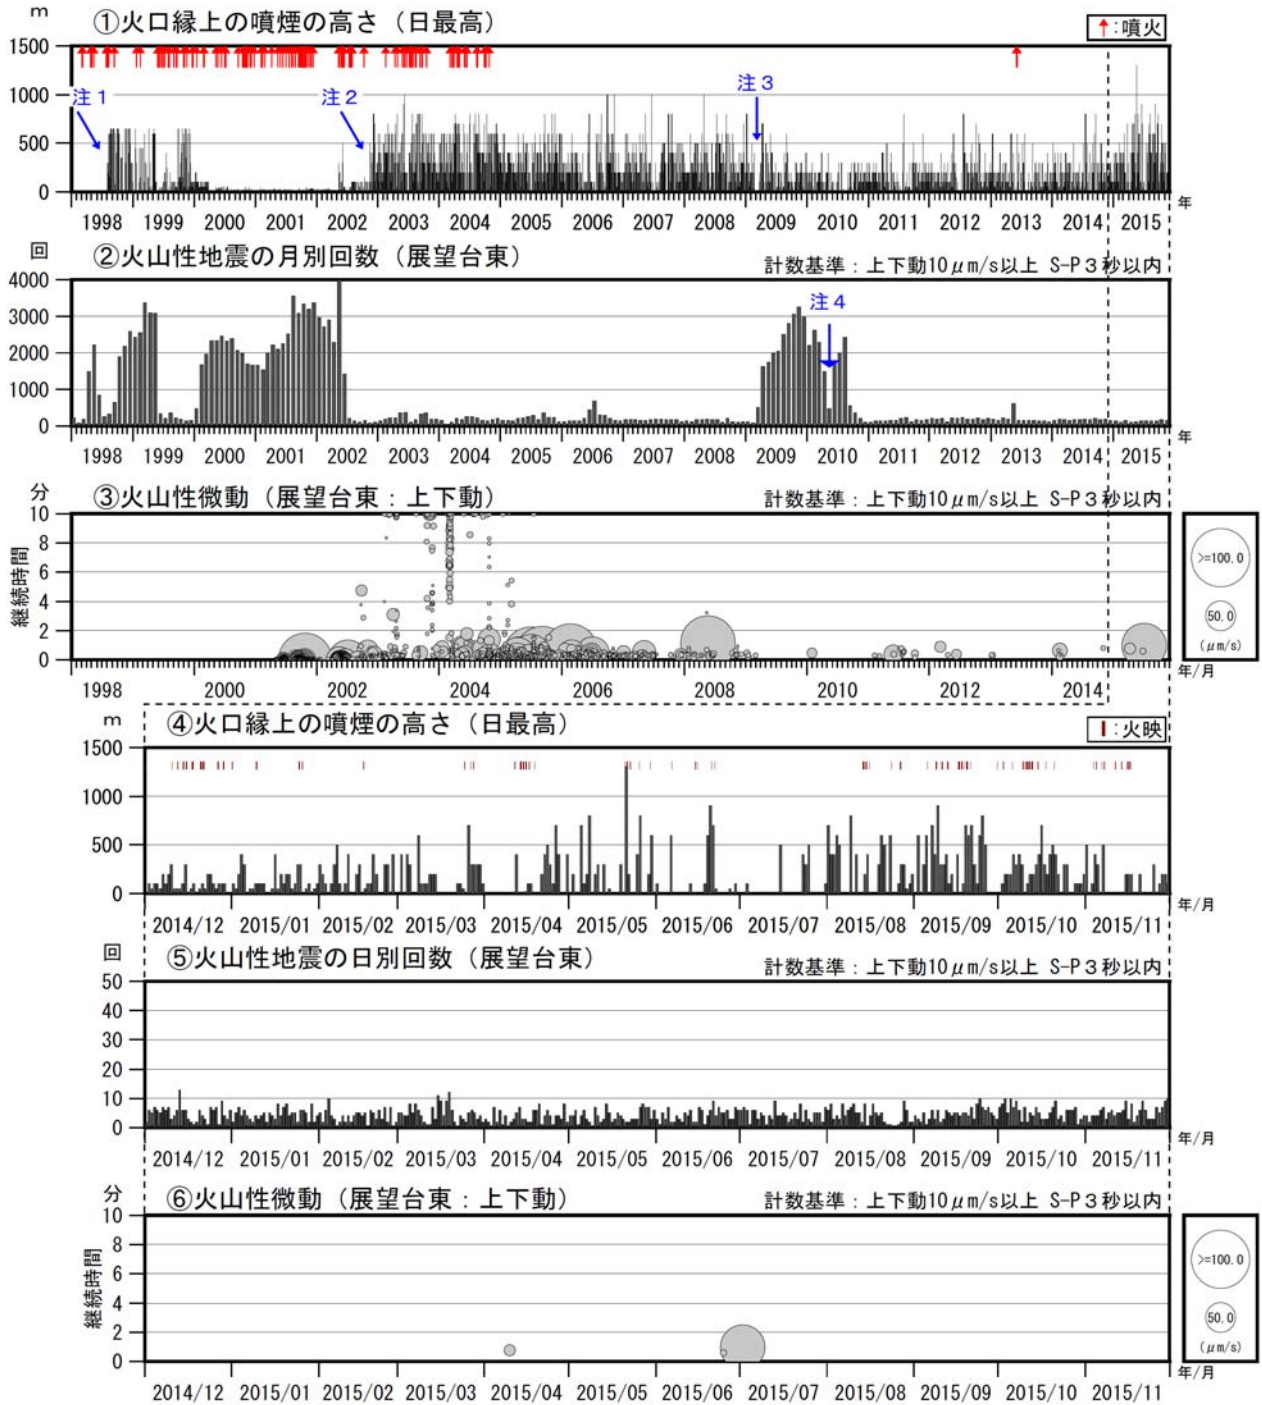 m ①火口縁上の噴煙の高さ（日最高） ↑:噴火
1500
1000
500
0
注1
注2
注3
1998 1999 2000 2001 2002 2003 2004 2005 2006 2007 2008 2009 2010 2011 2012 2013 2014 2015 年
回 ②火山性地震の月別回数（展望台東） 計数基準：上下動10μm/s以上 S-P3秒以内
4000
3000
2000
1000
0
注4
1998 1999 2000 2001 2002 2003 2004 2005 2006 2007 2008 2009 2010 2011 2012 2013 2014 2015 年
分 ③火山性微動（展望台東：上下動） 計数基準：上下動10μm/s以上 S-P3秒以内
継続時間
10
8
6
4
2
0
>=100.0
50.0
(μm/s)
1998 2000 2002 2004 2006 2008 2010 2012 2014 年/月
m ④火口縁上の噴煙の高さ（日最高） :火映
1500
1000
500
0
2014/12 2015/01 2015/02 2015/03 2015/04 2015/05 2015/06 2015/07 2015/08 2015/09 2015/10 2015/11 年/月
回 ⑤火山性地震の日別回数（展望台東） 計数基準：上下動10μm/s以上 S-P3秒以内
50
40
30
20
10
0
2014/12 2015/01 2015/02 2015/03 2015/04 2015/05 2015/06 2015/07 2015/08 2015/09 2015/10 2015/11 年/月
分 ⑥火山性微動（展望台東：上下動） 計数基準：上下動10μm/s以上 S-P3秒以内
継続時間
10
8
6
4
2
0
>=100.0
50.0
(μm/s)
2014/12 2015/01 2015/02 2015/03 2015/04 2015/05 2015/06 2015/07 2015/08 2015/09 2015/10 2015/11 年/月